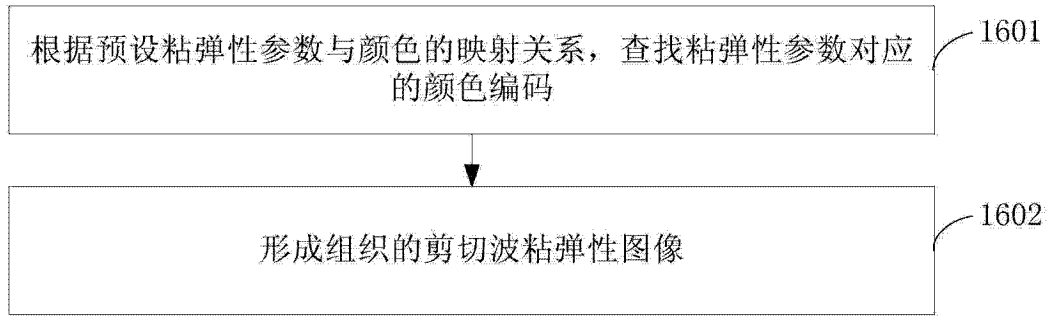 根据预设粘弹性参数与颜色的映射关系，查找粘弹性参数对应
的颜色编码
1601
形成组织的剪切波粘弹性图像
1602